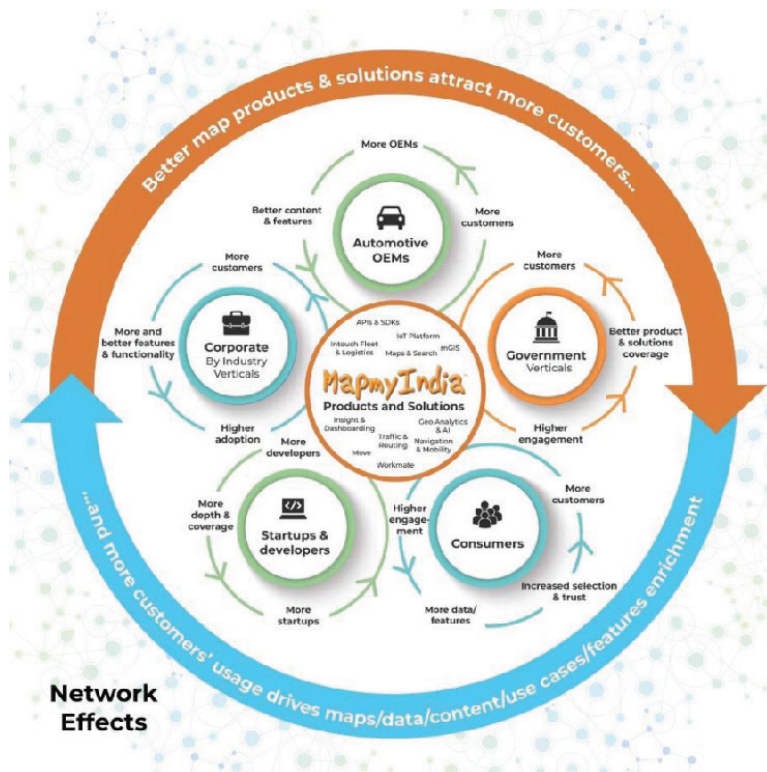 Better map products & solutions attract more customers...
More OEMs
Better content
& features
More
customers
Automotive
OEMs
More
customers
More and
better features
& functionality
Corporate
By Industry
Verticals
Higher
adoption
More
customers
Better product
& solutions
coverage
Government
Verticals
Higher
engagement
APIs & SDKs
IoT Platform
Intouch Fleet
& Logistics
Maps & Search
mGIS
MapmyIndia
Products and Solutions
Insight &
Dashboarding
Geo Analytics
& AI
Traffic &
Routing
Navigation
& Mobility
Move
Workmate
More
developers
More
depth &
coverage
Startups &
developers
More
startups
Higher
engage-
ment
More
customers
Consumers
Increased selection
& trust
More data/
features
...and more customers' usage drives maps/data/content/use cases/features enrichment
Network
Effects